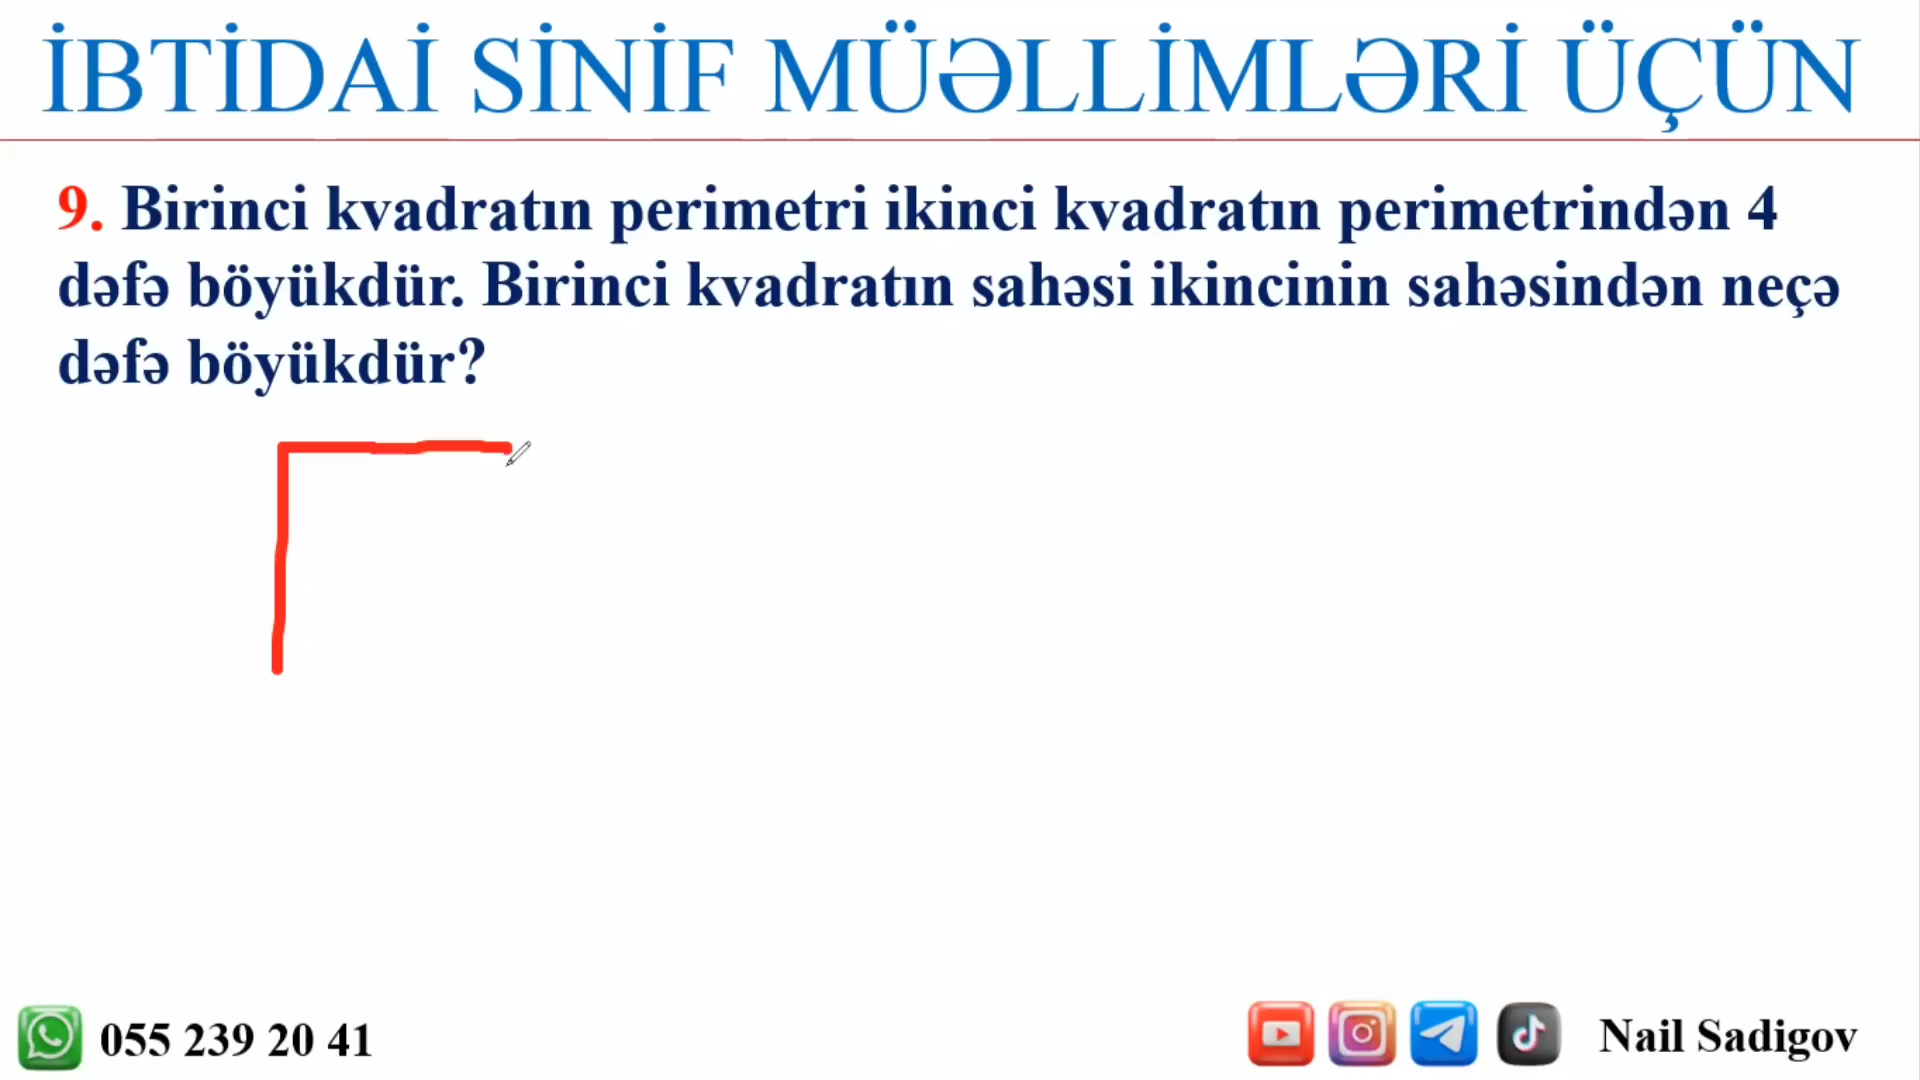 İBTİDAİ SİNİF MÜƏLLİMLƏRİ ÜÇÜN
9. Birinci kvadratın perimetri ikinci kvadratın perimetrindən 4
dəfə böyükdür. Birinci kvadratın sahəsi ikincinin sahəsindən neçə
dəfə böyükdür?
055 239 20 41
Nail Sadigov